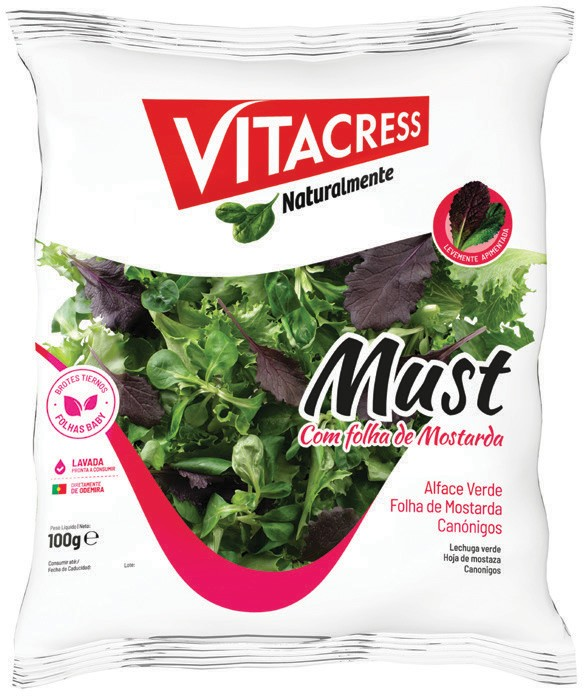 VITACRESS
Naturalmente
LEVEMENTE APIMENTADA
Must
Com folha de Mostarda
BROTES TIERNOS
FOLHAS BABY
LAVADA
PRONTA A CONSUMIR
DIRETAMENTE
DE ODEMIRA
Alface Verde
Folha de Mostarda
Canónigos
Lechuga verde
Hoja de mostaza
Canonigos
Peso Líquido/Neto:
100g e
Consumir até/
Fecha de Caducidad:
Lote: